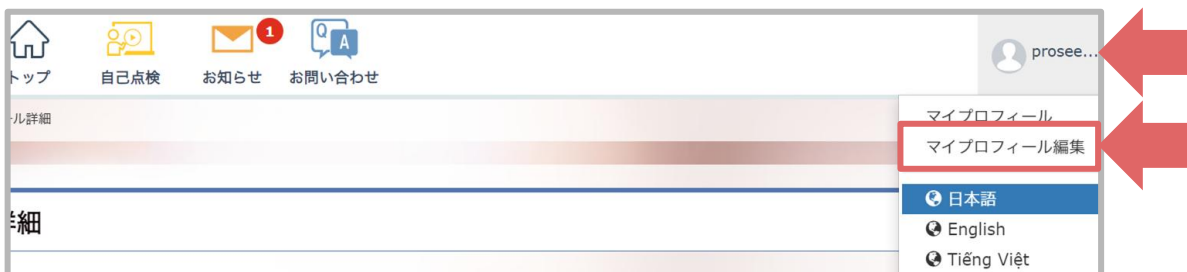 トップ
自己点検
1
お知らせ
Q
A
お問い合わせ
prosee...
ル詳細
マイプロフィール
マイプロフィール編集
詳細
日本語
English
Tiếng Việt